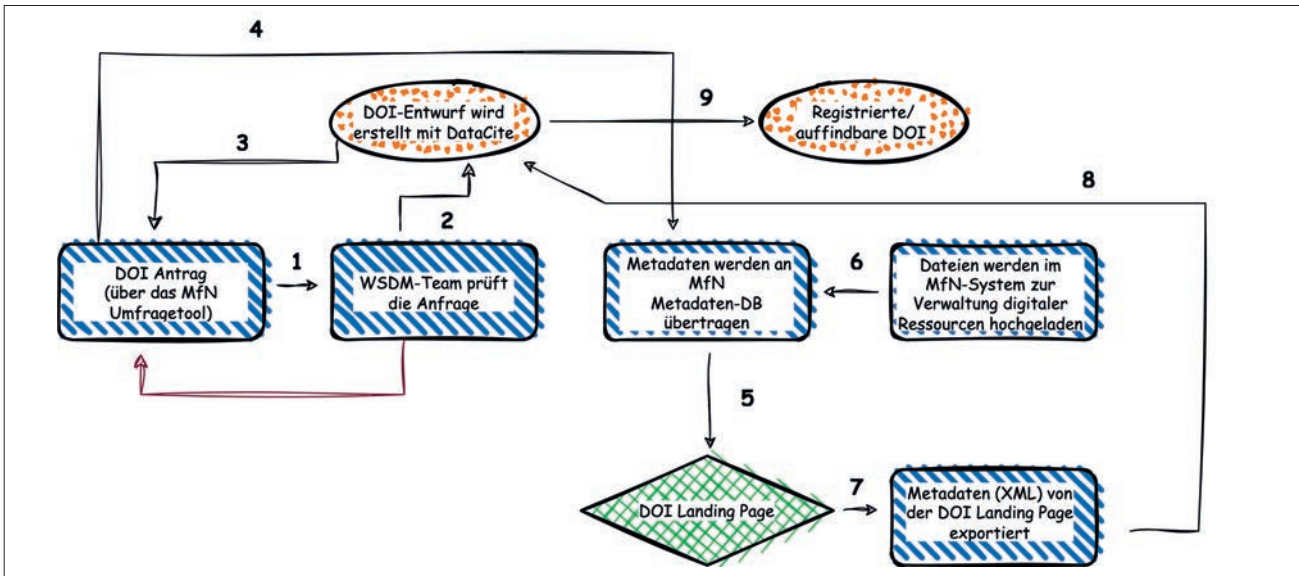 4
DOI-Entwurf wird
erstellt mit DataCite
9
Registrierte/
auffindbare DOI
3
2
8
DOI Antrag
(über das MfN
Umfragetool)
1
WSDM-Team prüft
die Anfrage
Metadaten werden an
MfN
Metadaten-DB
übertragen
6
Dateien werden im
MfN-System zur
Verwaltung digitaler
Ressourcen hochgeladen
5
DOI Landing Page
7
Metadaten (XML) von
der DOI Landing Page
exportiert